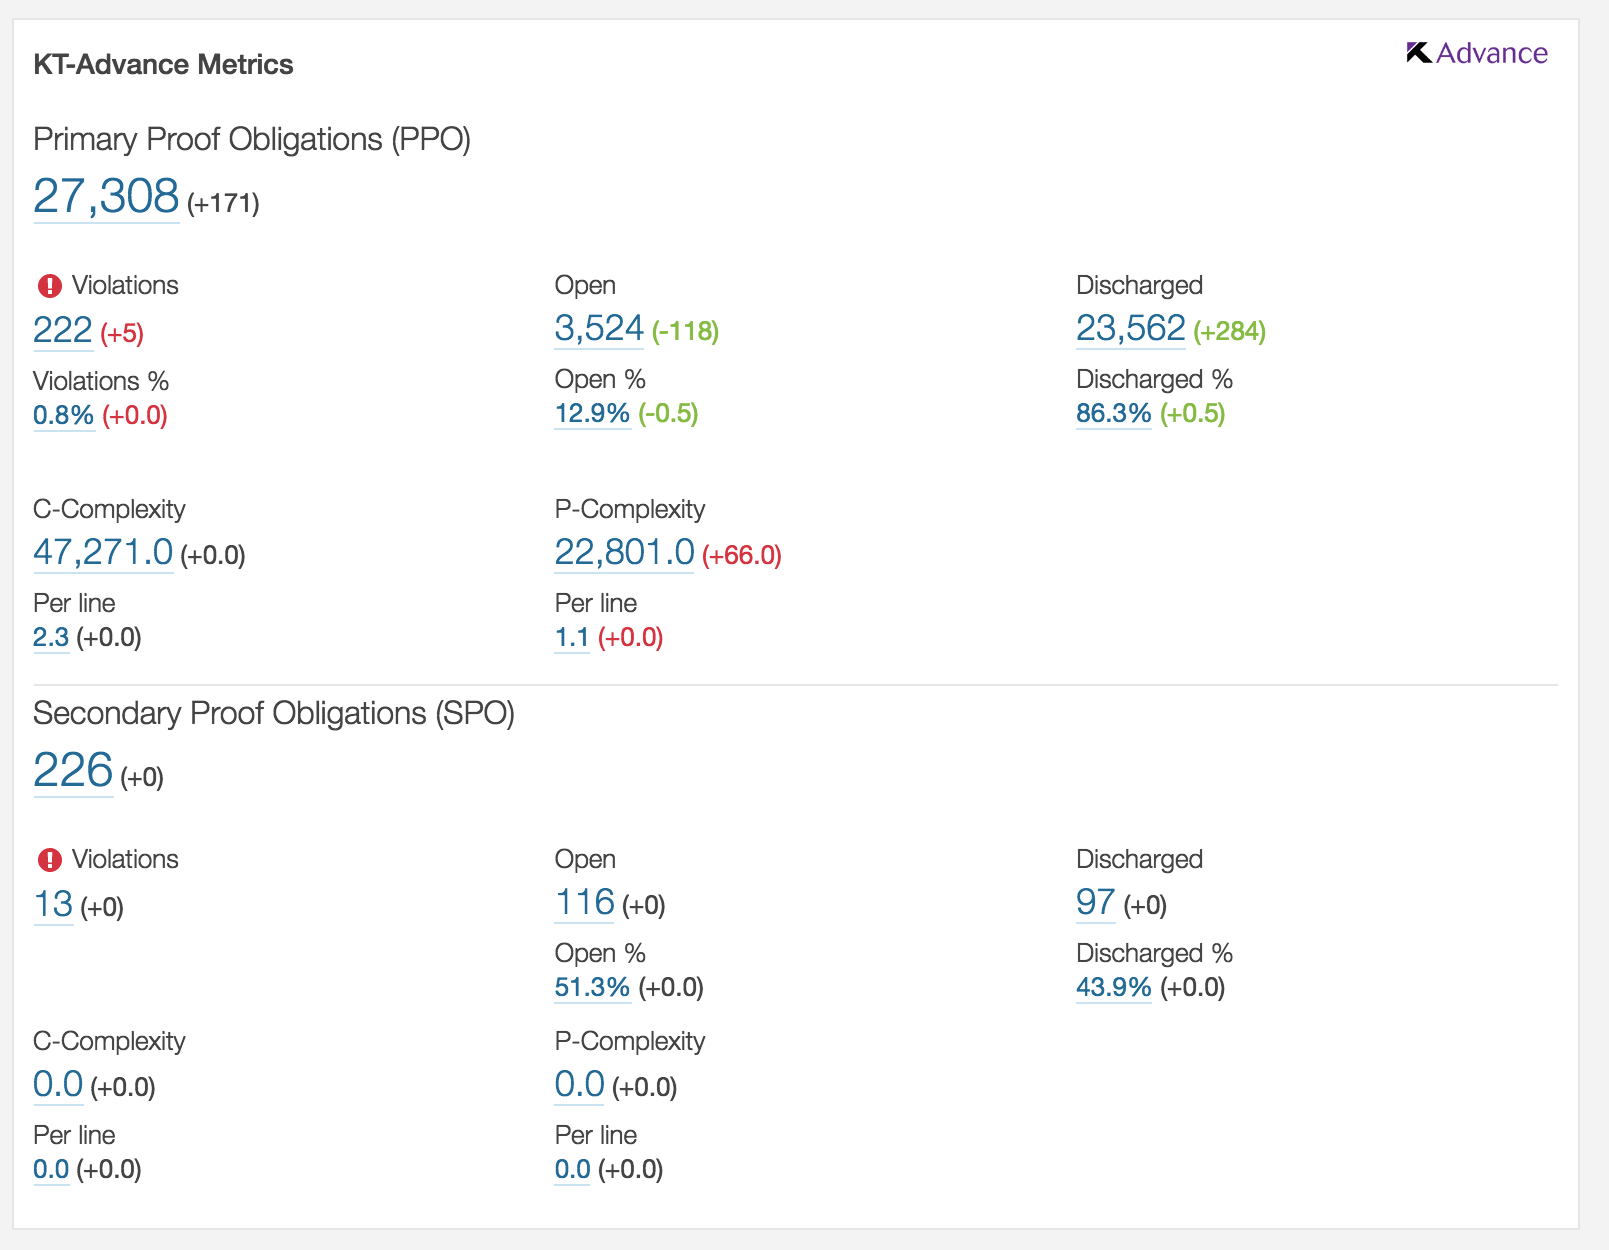 KT-Advance Metrics
Advance
Primary Proof Obligations (PPO)
27,308 (+171)
Violations
Open
Discharged
222 (+5)
3,524 (-118)
23,562 (+284)
Violations %
Open %
Discharged %
0.8% (+0.0)
12.9% (-0.5)
86.3% (+0.5)
C-Complexity
P-Complexity
47,271.0 (+0.0)
22,801.0 (+66.0)
Per line
Per line
2.3 (+0.0)
1.1 (+0.0)
Secondary Proof Obligations (SPO)
226 (+0)
Violations
Open
Discharged
13 (+0)
116 (+0)
97 (+0)
Open %
Discharged %
51.3% (+0.0)
43.9% (+0.0)
C-Complexity
P-Complexity
0.0 (+0.0)
0.0 (+0.0)
Per line
Per line
0.0 (+0.0)
0.0 (+0.0)